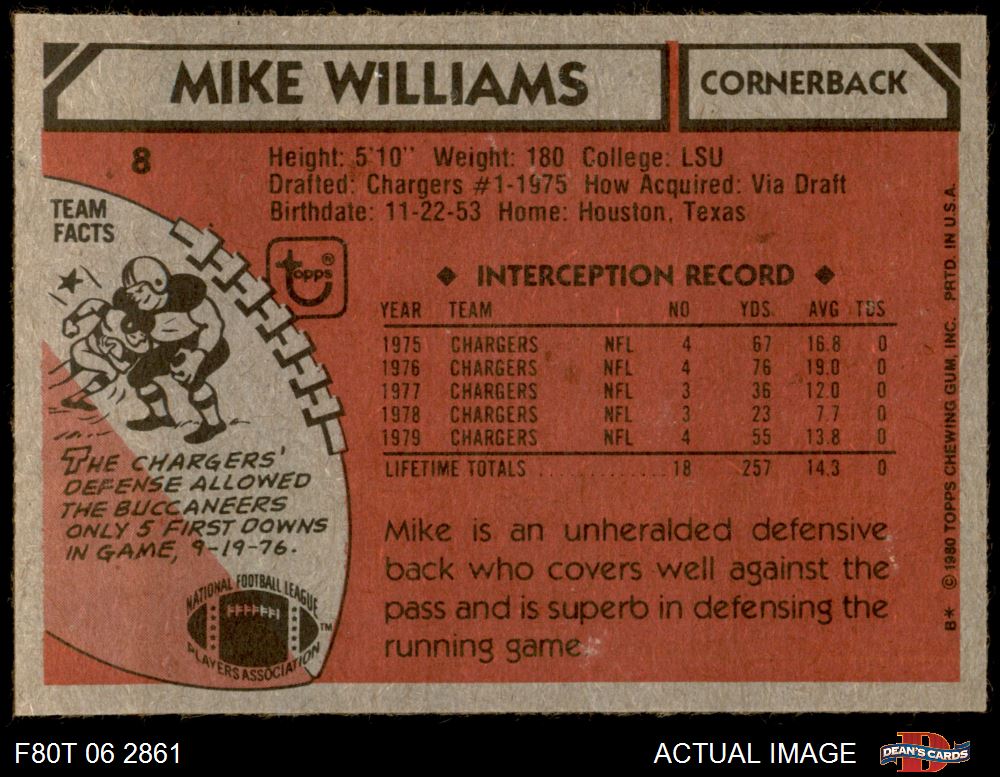 MIKE WILLIAMS
CORNERBACK
8
Height: 5'10" Weight: 180 College: LSU
Drafted: Chargers #1-1975 How Acquired: Via Draft
Birthdate: 11-22-53 Home: Houston, Texas
TEAM
FACTS
topps®
◆ INTERCEPTION RECORD ◆
YEAR TEAM NO YDS. AVG TDS
1975 CHARGERS NFL 4 67 16.8 0
1976 CHARGERS NFL 4 76 19.0 0
1977 CHARGERS NFL 3 36 12.0 0
1978 CHARGERS NFL 3 23 7.7 0
1979 CHARGERS NFL 4 55 13.8 0
LIFETIME TOTALS .............. 18 257 14.3 0
THE CHARGERS'
DEFENSE ALLOWED
THE BUCCANEERS
ONLY 5 FIRST DOWNS
IN GAME, 9-19-76.
NATIONAL FOOTBALL LEAGUE
PLAYERS ASSOCIATION
TM
Mike is an unheralded defensive
back who covers well against the
pass and is superb in defensing the
running game.
B* © 1980 TOPPS CHEWING GUM, INC. PRTD. IN U.S.A.
F80T 06 2861
ACTUAL IMAGE
DEAN'S CARDS